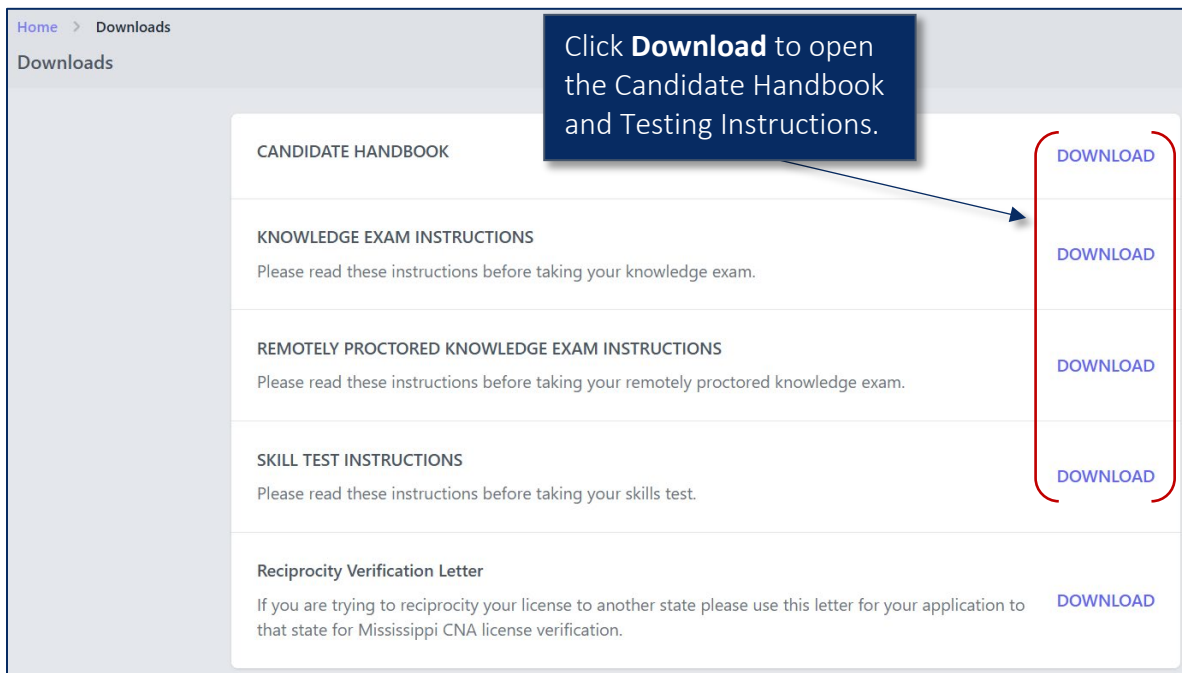 Home > Downloads
Downloads
Click Download to open
the Candidate Handbook
and Testing Instructions.
CANDIDATE HANDBOOK
DOWNLOAD
KNOWLEDGE EXAM INSTRUCTIONS
Please read these instructions before taking your knowledge exam.
DOWNLOAD
REMOTELY PROCTORED KNOWLEDGE EXAM INSTRUCTIONS
Please read these instructions before taking your remotely proctored knowledge exam.
DOWNLOAD
SKILL TEST INSTRUCTIONS
Please read these instructions before taking your skills test.
DOWNLOAD
Reciprocity Verification Letter
If you are trying to reciprocity your license to another state please use this letter for your application to
that state for Mississippi CNA license verification.
DOWNLOAD